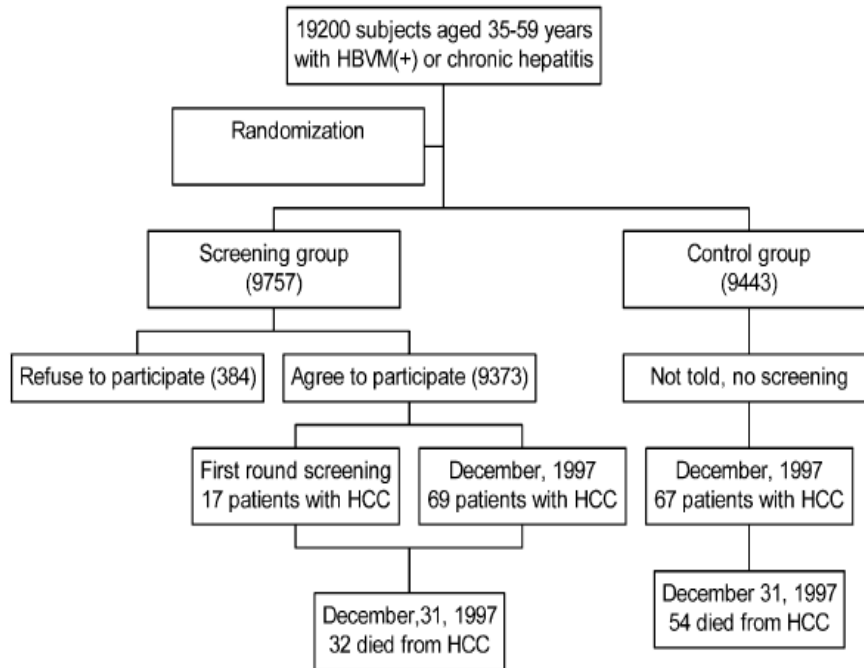 19200 subjects aged 35-59 years
with HBVM(+) or chronic hepatitis
Randomization
Screening group
(9757)
Control group
(9443)
Refuse to participate (384)
Agree to participate (9373)
Not told, no screening
First round screening
17 patients with HCC
December, 1997
69 patients with HCC
December, 1997
67 patients with HCC
December,31, 1997
32 died from HCC
December 31, 1997
54 died from HCC